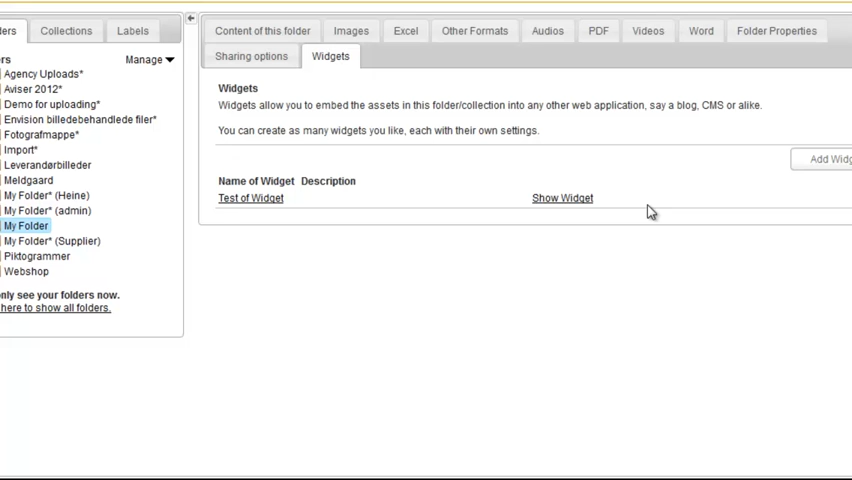 ers Collections Labels
ers Manage
Agency Uploads*
Aviser 2012*
Demo for uploading*
Envision billedebehandlede filer*
Fotografmappe*
Import*
Leverandørbilleder
Meldgaard
My Folder* (Heine)
My Folder* (admin)
My Folder
My Folder* (Supplier)
Piktogrammer
Webshop
only see your folders now.
here to show all folders.
Content of this folder Images Excel Other Formats Audios PDF Videos Word Folder Properties
Sharing options Widgets
Widgets
Widgets allow you to embed the assets in this folder/collection into any other web application, say a blog, CMS or alike.
You can create as many widgets you like, each with their own settings.
Add Widg
Name of Widget Description
Test of Widget Show Widget